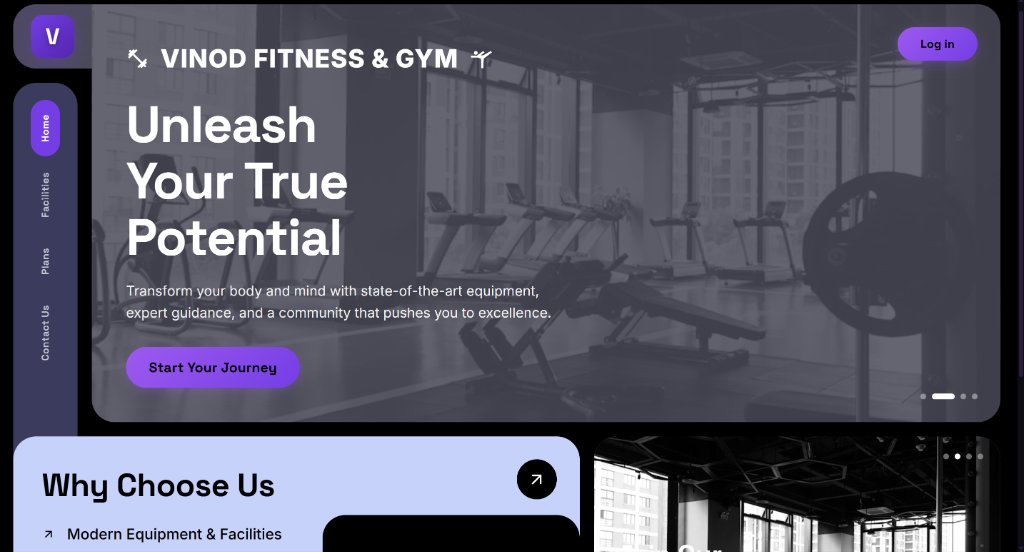 V
VINOD FITNESS & GYM
Log in
Home
Facilities
Plans
Contact Us
Unleash
Your True
Potential
Transform your body and mind with state-of-the-art equipment,
expert guidance, and a community that pushes you to excellence.
Start Your Journey
Why Choose Us
Modern Equipment & Facilities
Our